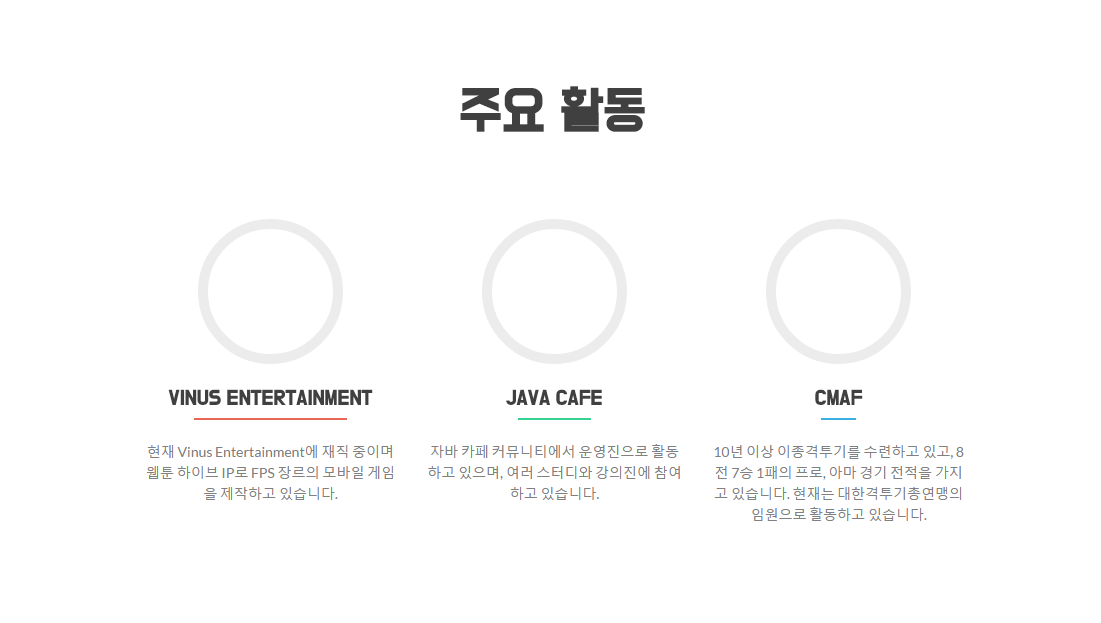 주요 활동
VINUS ENTERTAINMENT
현재 Vinus Entertainment에 재직 중이며
웹툰 하이브 IP로 FPS 장르의 모바일 게임
을 제작하고 있습니다.
JAVA CAFE
자바 카페 커뮤니티에서 운영진으로 활동
하고 있으며, 여러 스터디와 강의진에 참여
하고 있습니다.
CMAF
10년 이상 이종격투기를 수련하고 있고, 8
전 7승 1패의 프로, 아마 경기 전적을 가지
고 있습니다. 현재는 대한격투기총연맹의
임원으로 활동하고 있습니다.